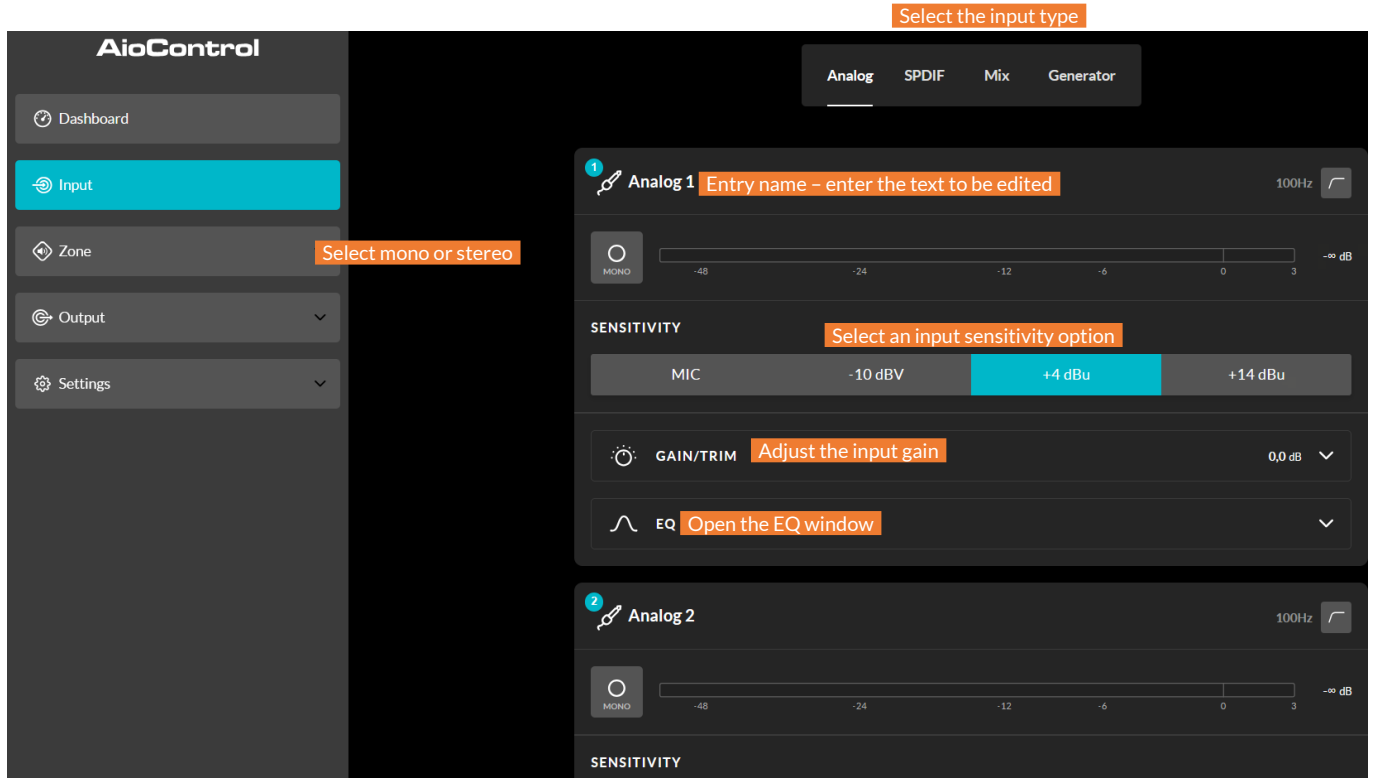 Select the input type
AioControl
Analog SPDIF Mix Generator
Dashboard
Input
1
Analog 1 Entry name – enter the text to be edited 100Hz
Zone
Select mono or stereo
MONO
-48 -24 -12 -6 0 3
-∞ dB
Output
SENSITIVITY
Select an input sensitivity option
MIC -10 dBV +4 dBu +14 dBu
Settings
GAIN/TRIM Adjust the input gain 0,0 dB
EQ Open the EQ window
2
Analog 2 100Hz
MONO
-48 -24 -12 -6 0 3
-∞ dB
SENSITIVITY